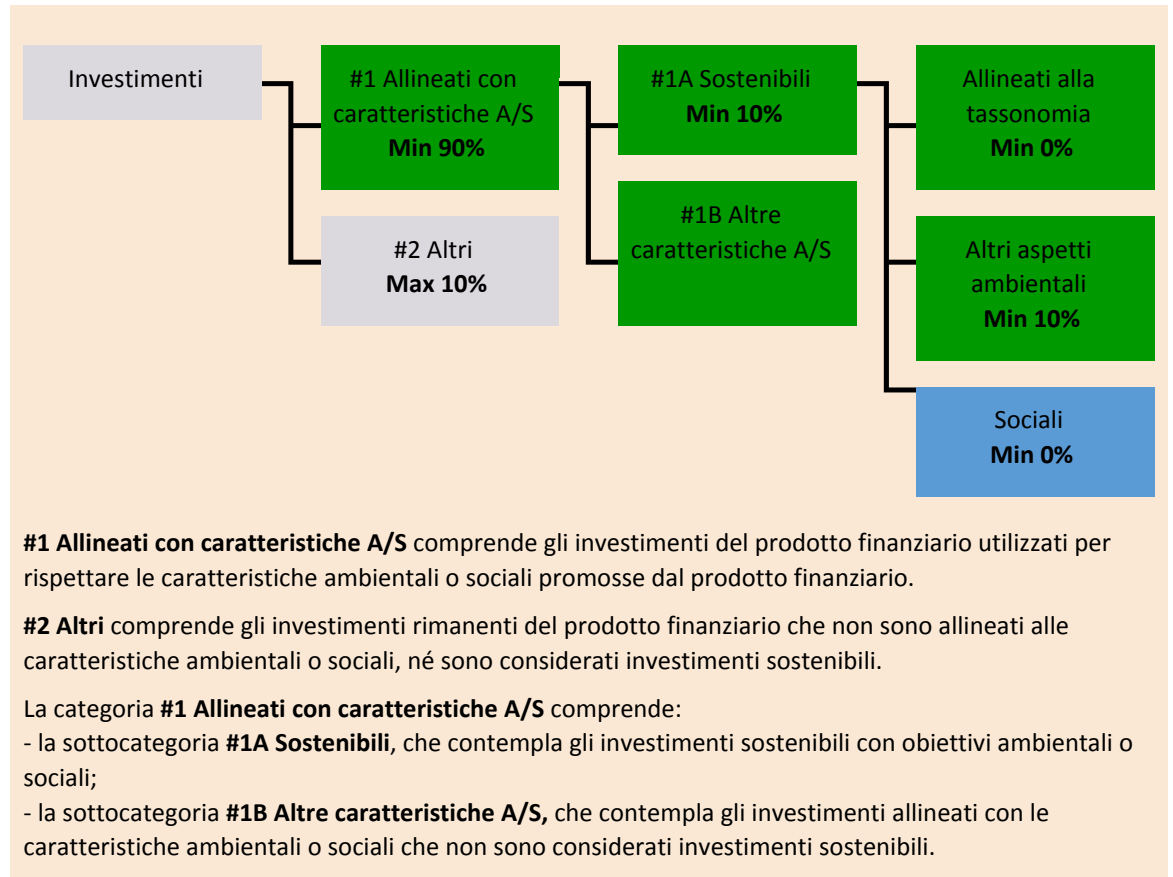 Investimenti
#1 Allineati con
caratteristiche A/S
Min 90%
#2 Altri
Max 10%
#1A Sostenibili
Min 10%
#1B Altre
caratteristiche A/S
Allineati alla
tassonomia
Min 0%
Altri aspetti
ambientali
Min 10%
Sociali
Min 0%
#1 Allineati con caratteristiche A/S comprende gli investimenti del prodotto finanziario utilizzati per
rispettare le caratteristiche ambientali o sociali promosse dal prodotto finanziario.
#2 Altri comprende gli investimenti rimanenti del prodotto finanziario che non sono allineati alle
caratteristiche ambientali o sociali, né sono considerati investimenti sostenibili.
La categoria #1 Allineati con caratteristiche A/S comprende:
- la sottocategoria #1A Sostenibili, che contempla gli investimenti sostenibili con obiettivi ambientali o
sociali;
- la sottocategoria #1B Altre caratteristiche A/S, che contempla gli investimenti allineati con le
caratteristiche ambientali o sociali che non sono considerati investimenti sostenibili.